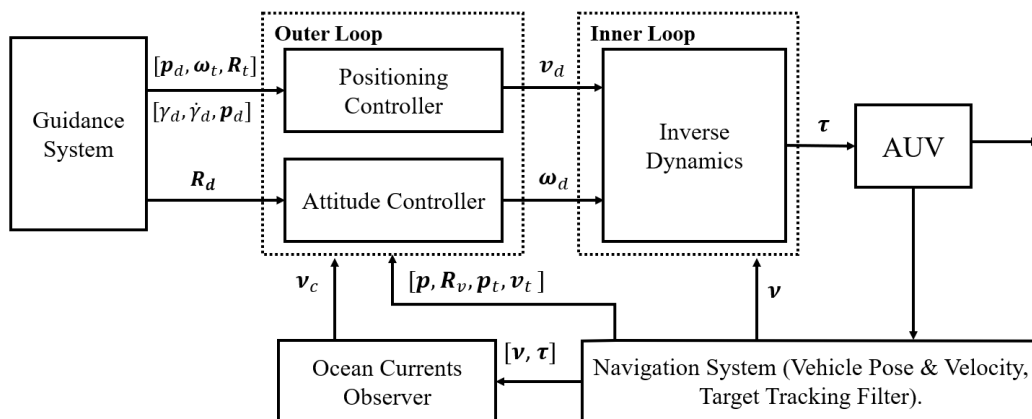 Outer Loop
Inner Loop
[p_d, ω_t, R_t]
[γ_d, γ̇_d, p_d]
Guidance
System
R_d
Positioning
Controller
Attitude Controller
v_d
ω_d
Inverse
Dynamics
τ
AUV
ν_c
[p, R_v, p_t, v_t ]
ν
[ν, τ]
Ocean Currents
Observer
Navigation System (Vehicle Pose & Velocity,
Target Tracking Filter).